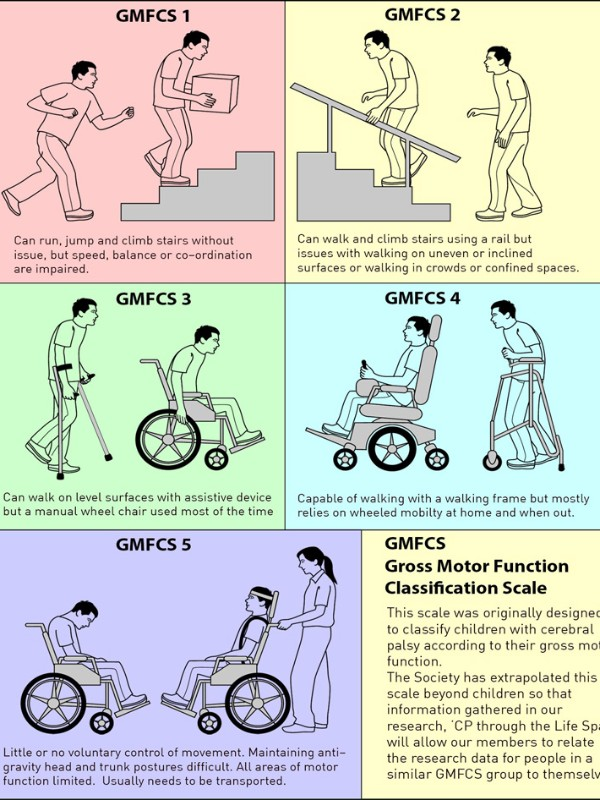 GMFCS 1
Can run, jump and climb stairs without
issue, but speed, balance or co-ordination
are impaired.
GMFCS 2
Can walk and climb stairs using a rail but
issues with walking on uneven or inclined
surfaces or walking in crowds or confined spaces.
GMFCS 3
Can walk on level surfaces with assistive device
but a manual wheel chair used most of the time
GMFCS 4
Capable of walking with a walking frame but mostly
relies on wheeled mobilty at home and when out.
GMFCS 5
Little or no voluntary control of movement. Maintaining anti-
gravity head and trunk postures difficult. All areas of motor
function limited. Usually needs to be transported.
GMFCS
Gross Motor Function
Classification Scale
This scale was originally designed
to classify children with cerebral
palsy according to their gross mot
function.
The Society has extrapolated this
scale beyond children so that
information gathered in our
research, 'CP through the Life Spa
will allow our members to relate
the research data for people in a
similar GMFCS group to themselv